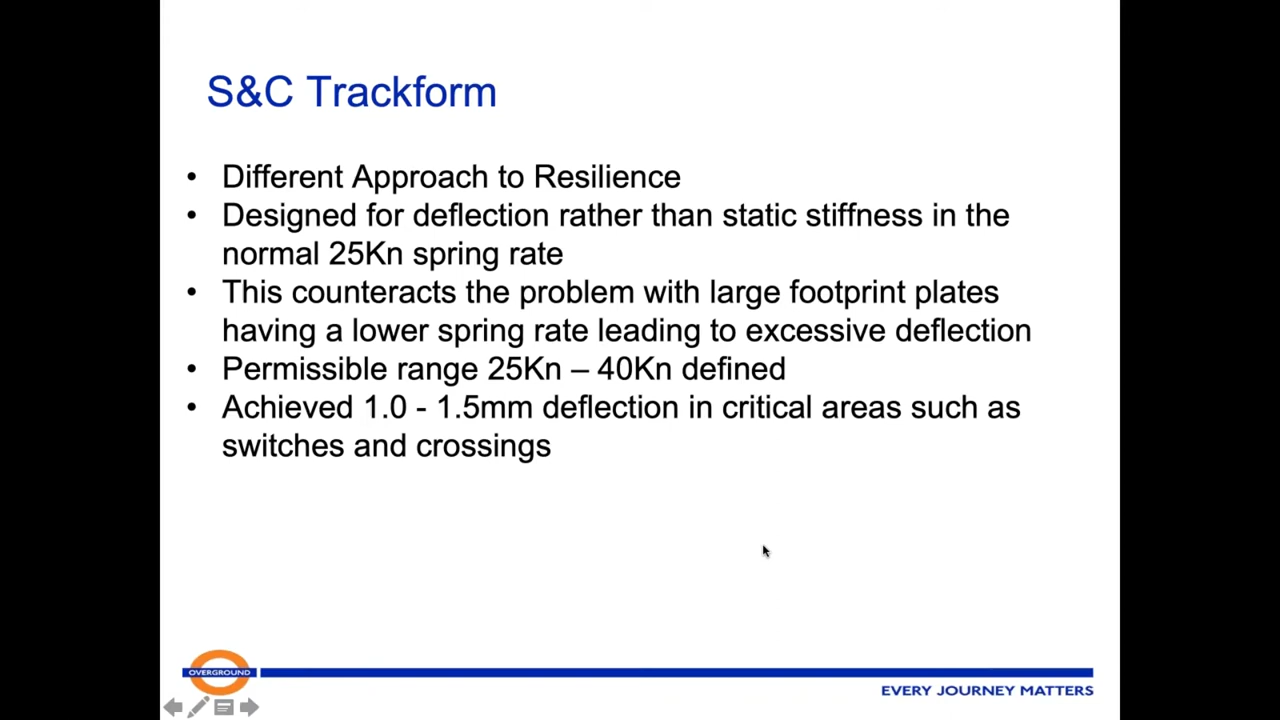 S&C Trackform
• Different Approach to Resilience
• Designed for deflection rather than static stiffness in the
normal 25Kn spring rate
• This counteracts the problem with large footprint plates
having a lower spring rate leading to excessive deflection
• Permissible range 25Kn – 40Kn defined
• Achieved 1.0 - 1.5mm deflection in critical areas such as
switches and crossings
OVERGROUND
EVERY JOURNEY MATTERS